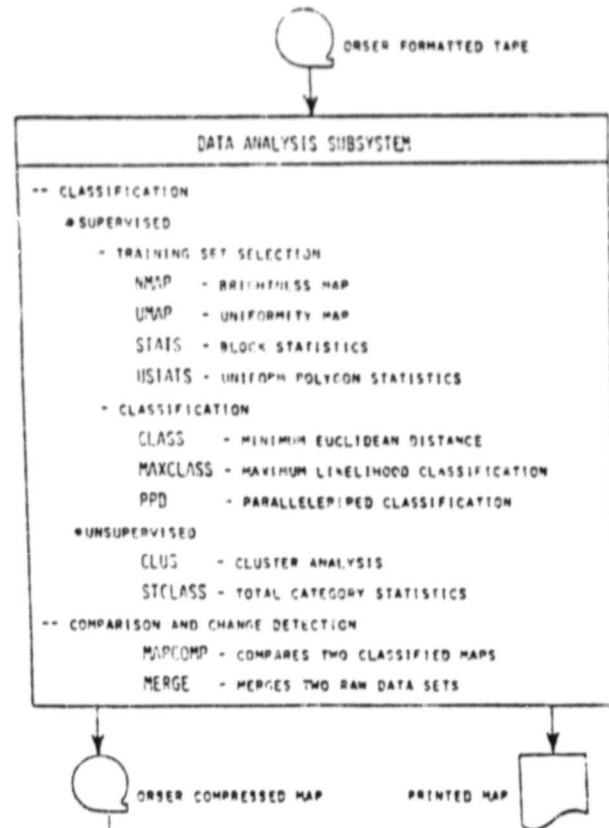 ORSER FORMATTED TAPE
DATA ANALYSIS SUBSYSTEM
-- CLASSIFICATION
•SUPERVISED
- TRAINING SET SELECTION
NMAP - BRIGHTNESS MAP
UMAP - UNIFORMITY MAP
STATS - BLOCK STATISTICS
USTATS - UNIFORM POLYGON STATISTICS
- CLASSIFICATION
CLASS - MINIMUM EUCLIDEAN DISTANCE
MAXCLASS - MAXIMUM LIKELIHOOD CLASSIFICATION
PPD - PARALLELEPIPED CLASSIFICATION
•UNSUPERVISED
CLUS - CLUSTER ANALYSIS
STCLASS - TOTAL CATEGORY STATISTICS
-- COMPARISON AND CHANGE DETECTION
MAPCOMP - COMPARES TWO CLASSIFIED MAPS
MERGE - MERGES TWO RAW DATA SETS
ORSER COMPRESSED MAP PRINTED MAP